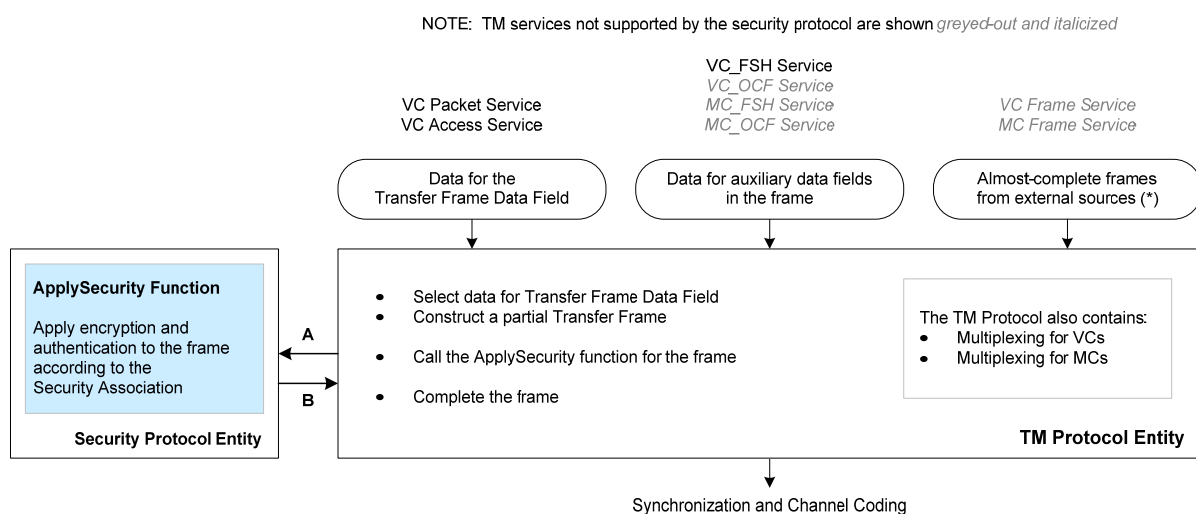 NOTE: TM services not supported by the security protocol are shown greyed-out and italicized
VC_FSH Service
VC_OCF Service
MC_FSH Service
MC_OCF Service
VC Packet Service
VC Access Service
VC Frame Service
MC Frame Service
Data for the
Transfer Frame Data Field
Data for auxiliary data fields
in the frame
Almost-complete frames
from external sources (*)
ApplySecurity Function
Apply encryption and
authentication to the frame
according to the
Security Association
Security Protocol Entity
A
B
• Select data for Transfer Frame Data Field
• Construct a partial Transfer Frame
• Call the ApplySecurity function for the frame
• Complete the frame
The TM Protocol also contains:
• Multiplexing for VCs
• Multiplexing for MCs
TM Protocol Entity
Synchronization and Channel Coding